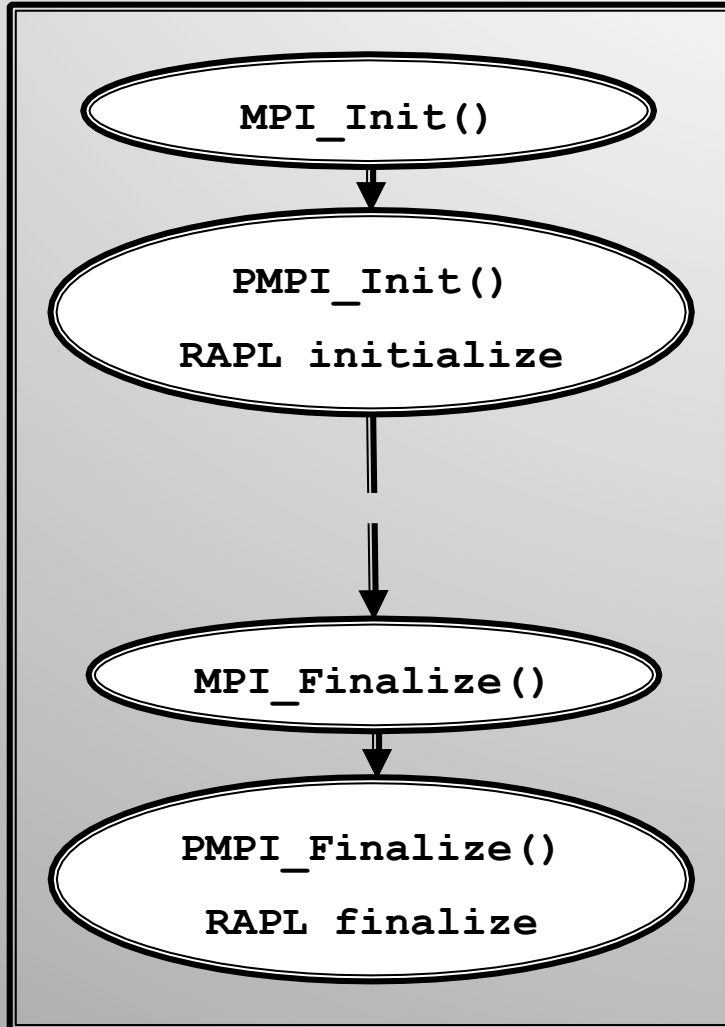 MPI_Init()
PMPI_Init()
RAPL initialize
MPI_Finalize()
PMPI_Finalize()
RAPL finalize